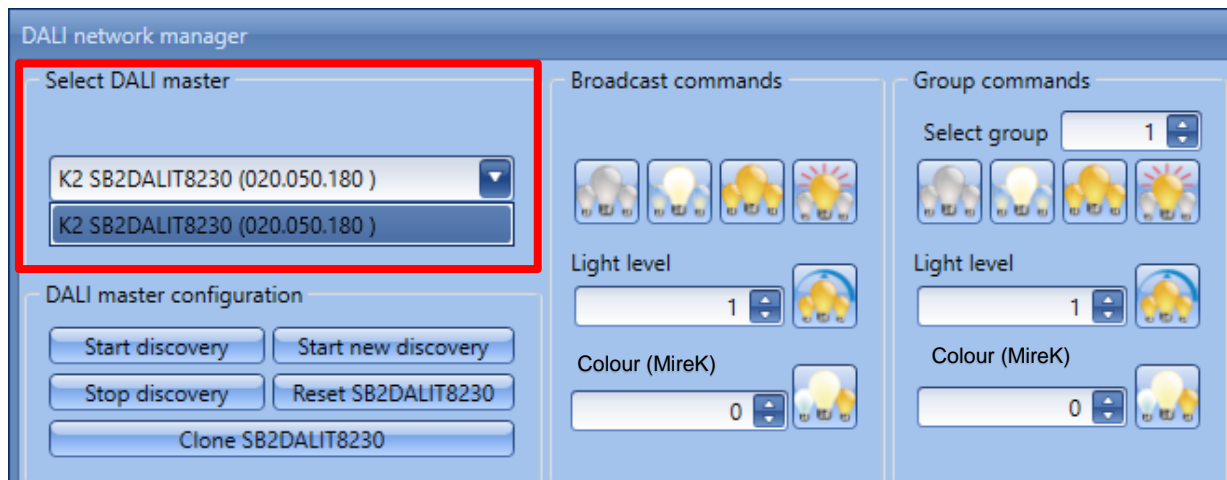 DALI network manager
Select DALI master
K2 SB2DALIT8230 (020.050.180 )
K2 SB2DALIT8230 (020.050.180 )
DALI master configuration
Start discovery
Start new discovery
Stop discovery
Reset SB2DALIT8230
Clone SB2DALIT8230
Broadcast commands
Light level
1
Colour (MireK)
0
Group commands
Select group 1
Light level
1
Colour (MireK)
0